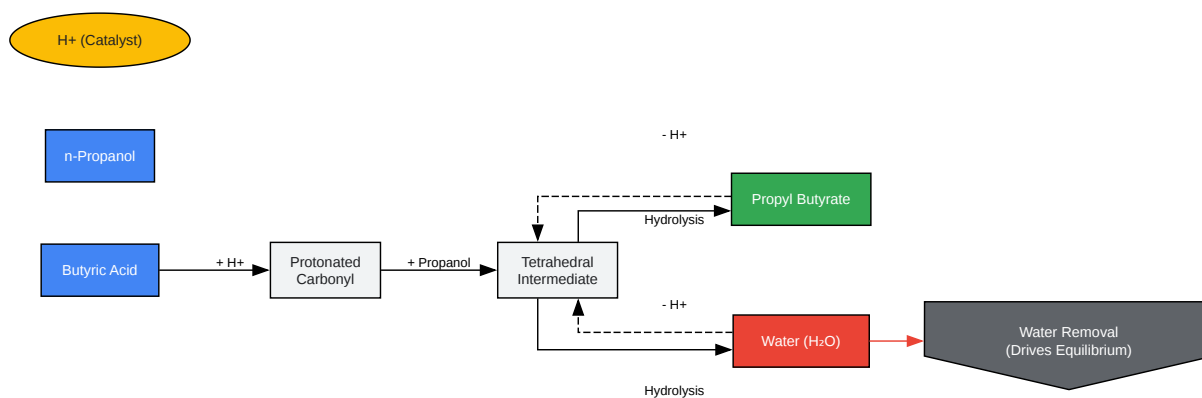 H+ (Catalyst)
n-Propanol
- H+
Propyl Butyrate
Hydrolysis
Butyric Acid
+ H+
Protonated
Carbonyl
+ Propanol
Tetrahedral
Intermediate
- H+
Water (H₂O)
Water Removal
(Drives Equilibrium)
Hydrolysis